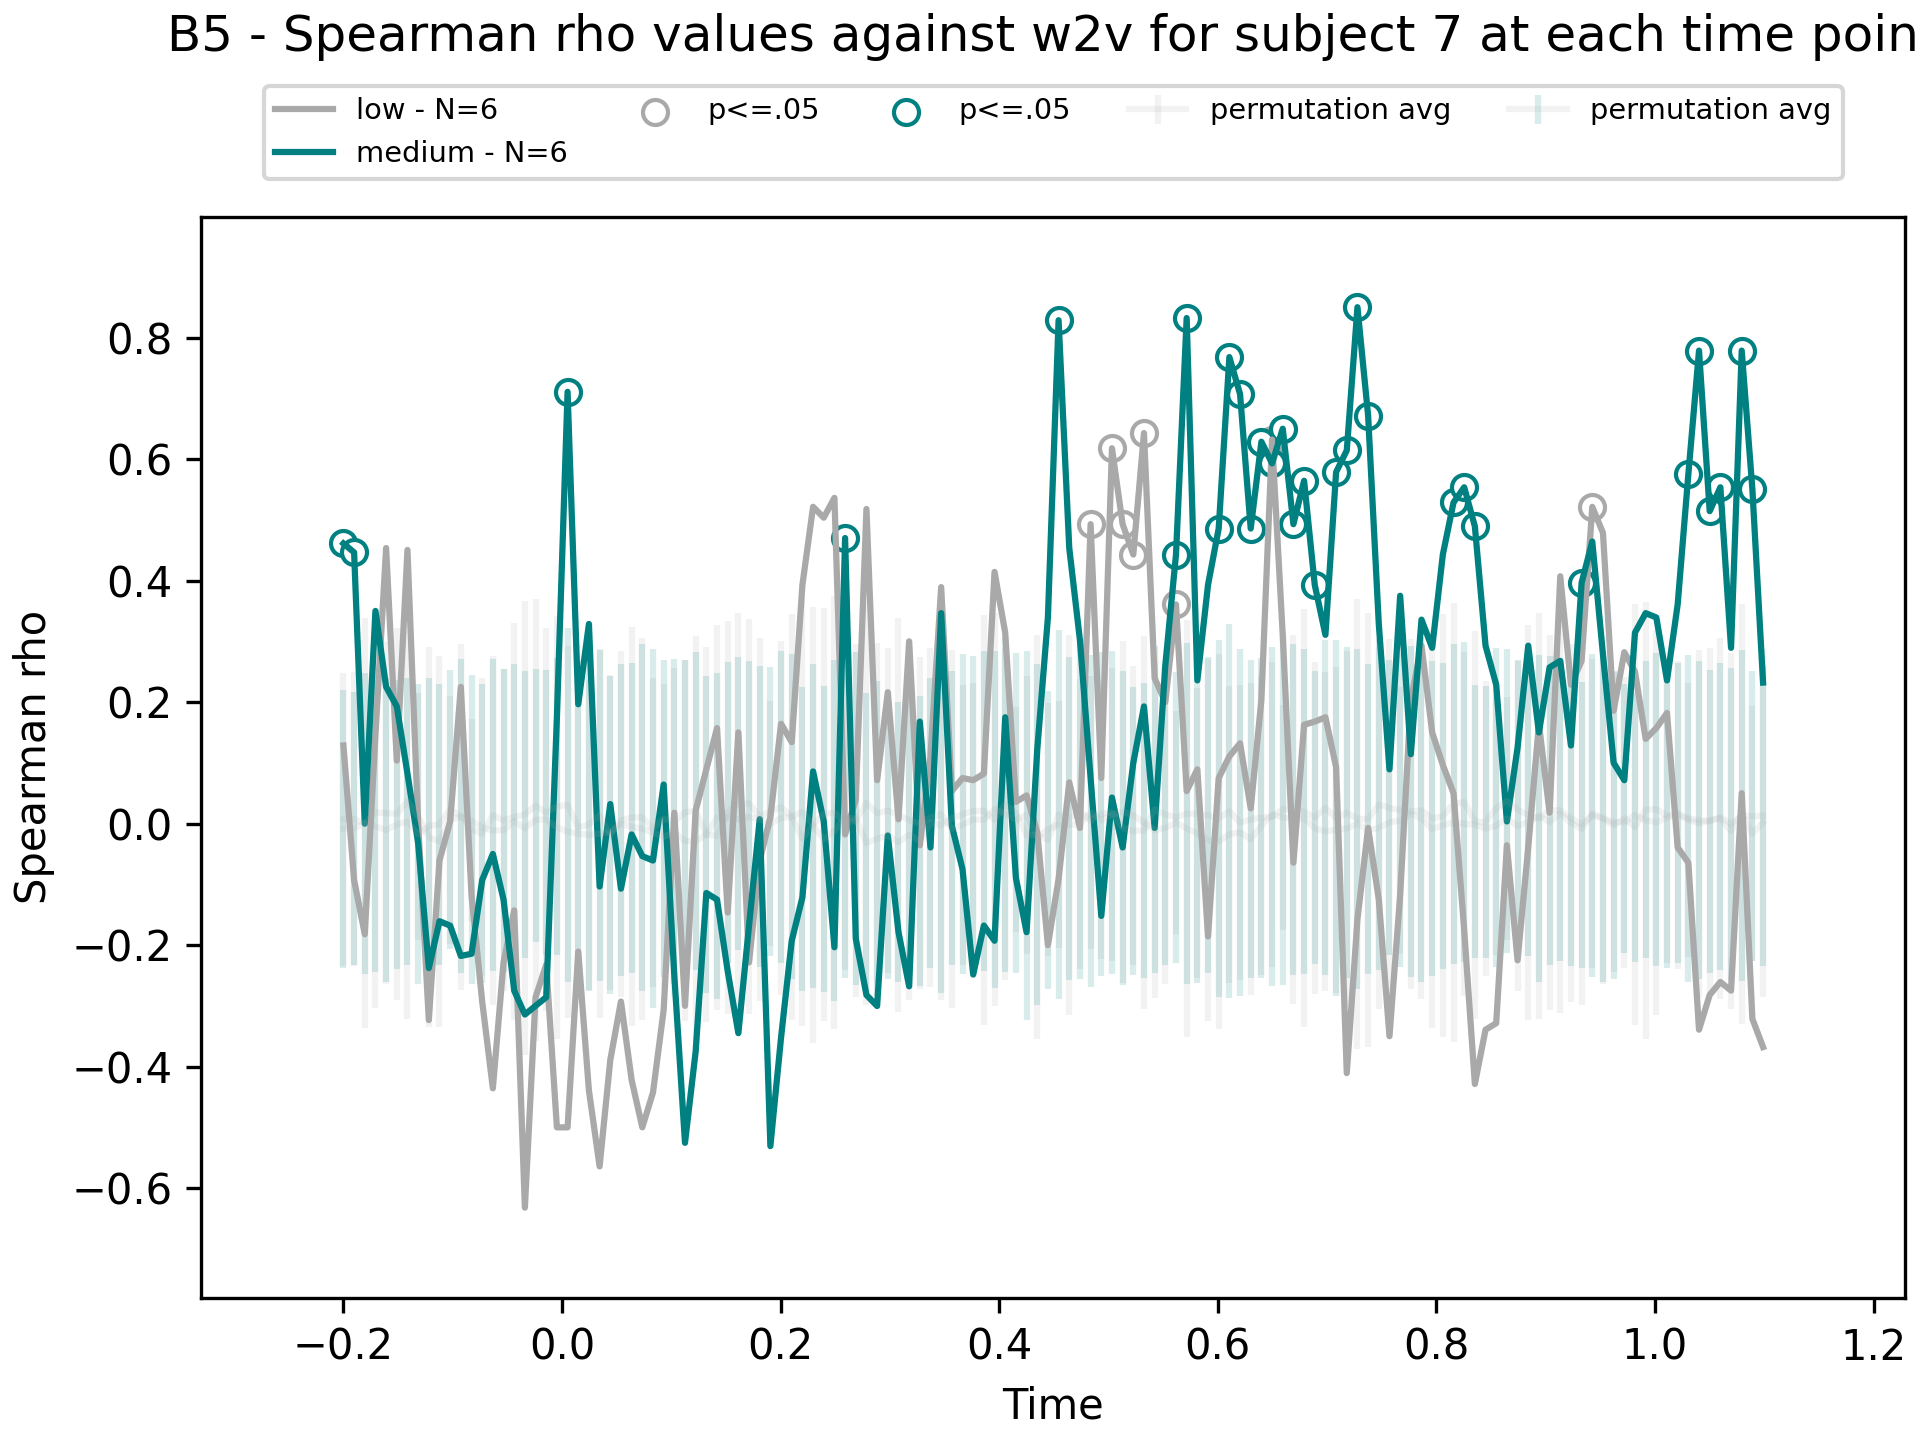 B5 - Spearman rho values against w2v for subject 7 at each time poin
low - N=6
medium - N=6
p<=.05
p<=.05
permutation avg
permutation avg
Spearman rho
0.8
0.6
0.4
0.2
0.0
−0.2
−0.4
−0.6
−0.2 0.0 0.2 0.4 0.6 0.8 1.0 1.2
Time